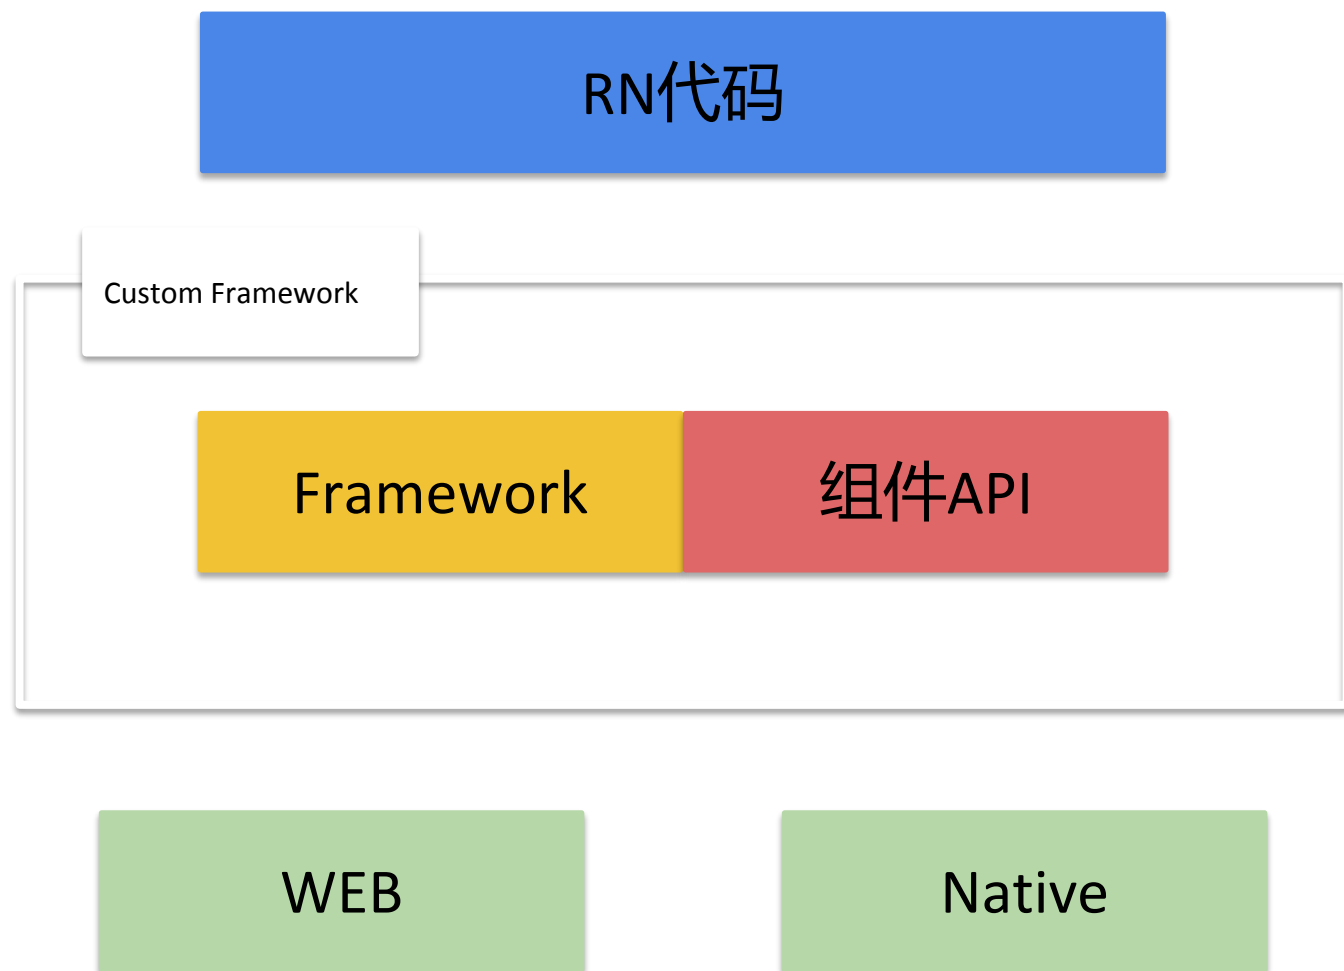 RN代码
Custom Framework
Framework
组件API
WEB
Native